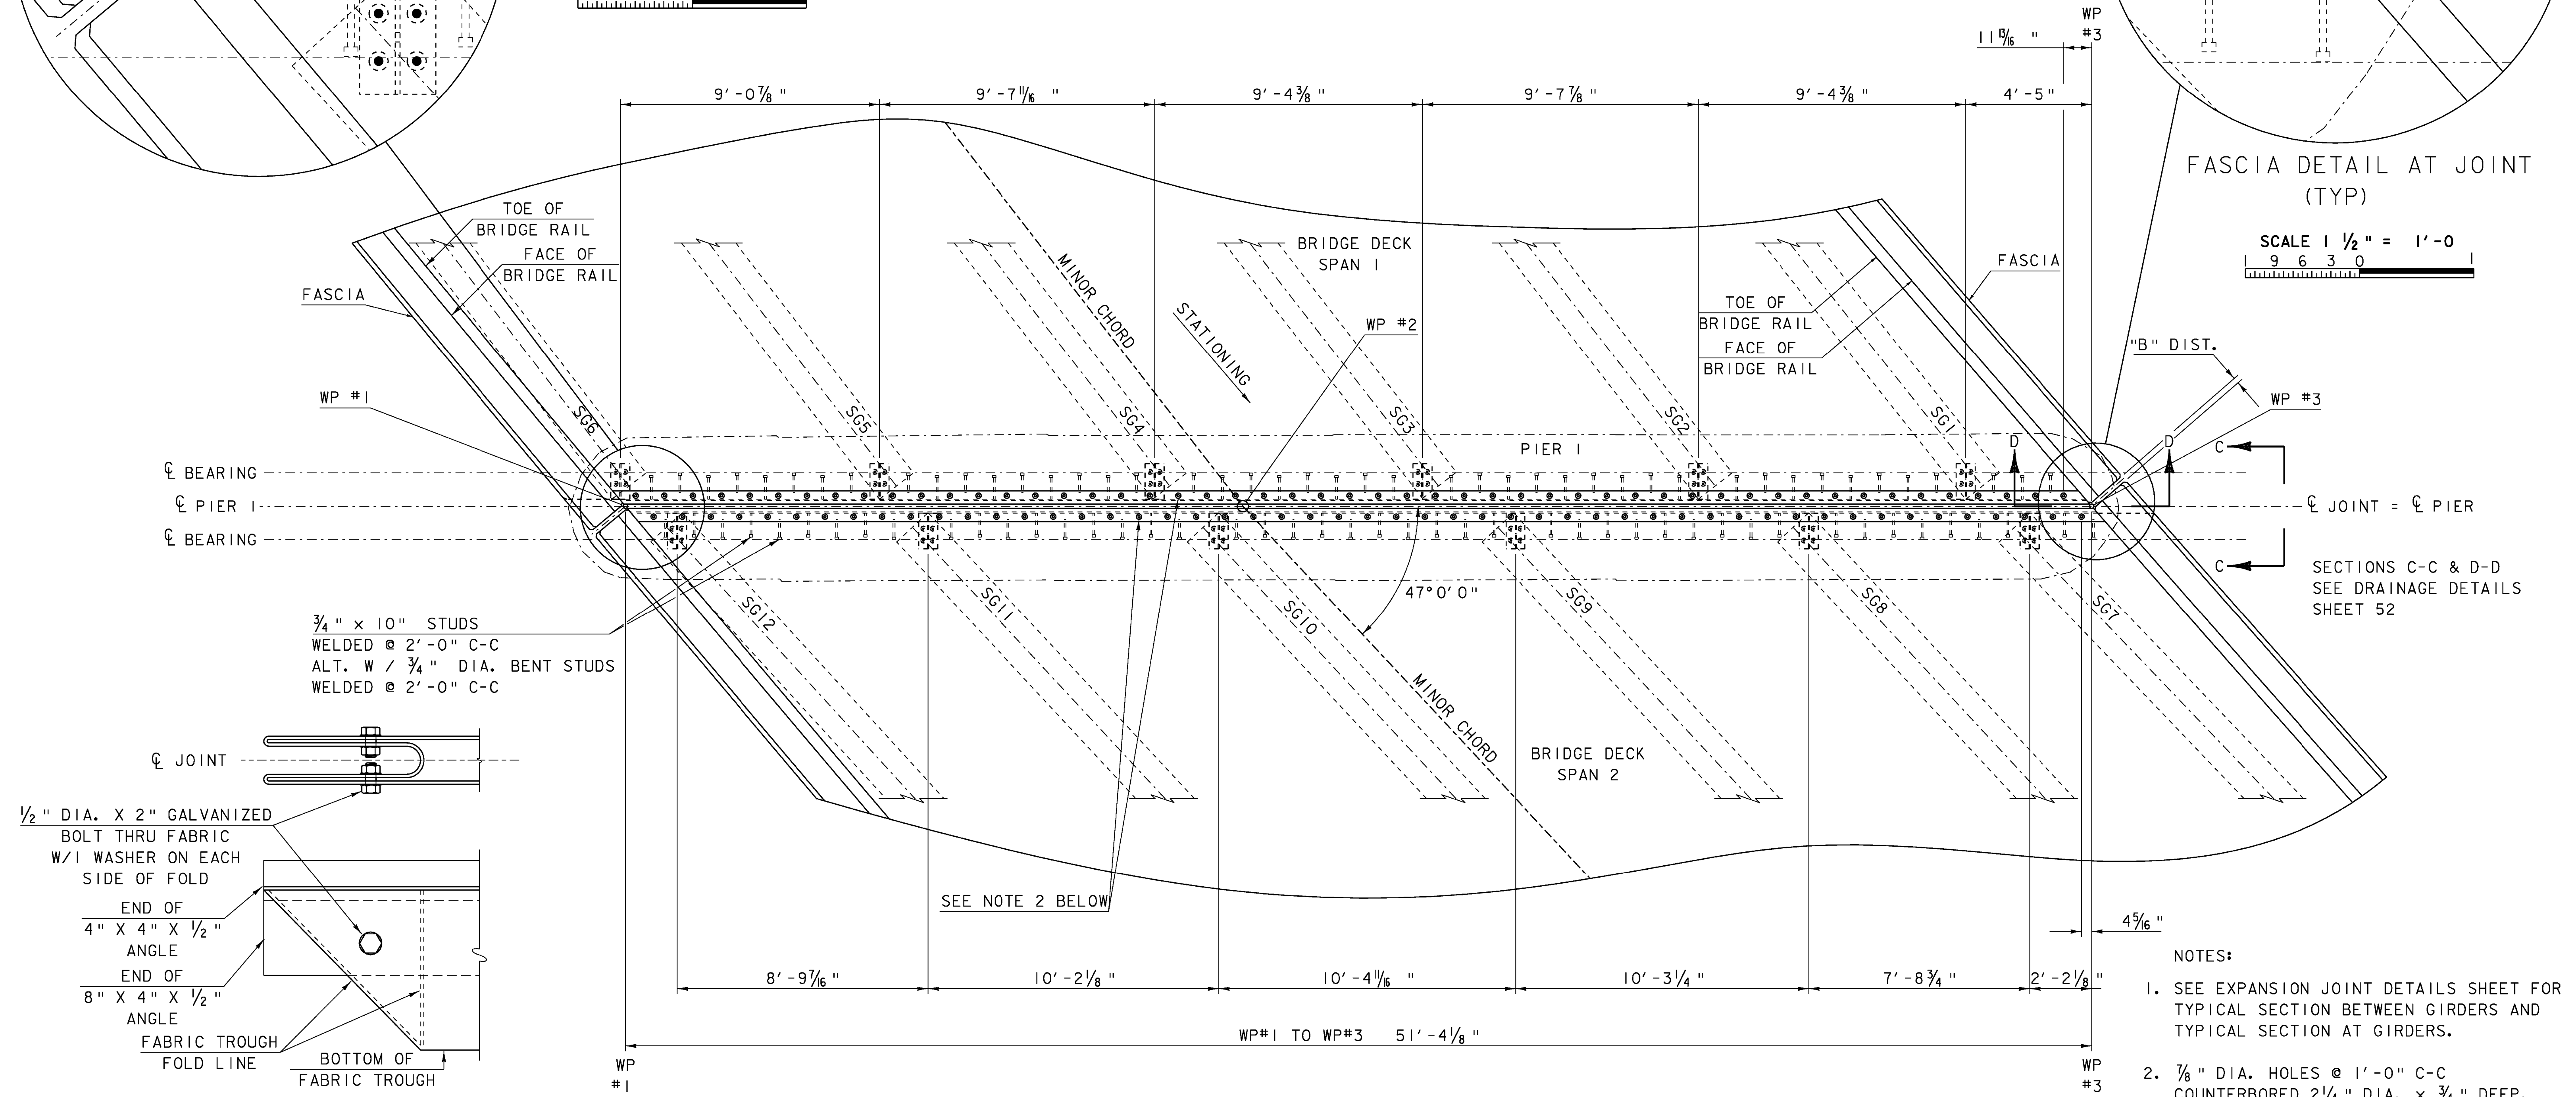 WP
#3
11 13/16 "
9'-0 7/8 "
9'-7 11/16 "
9'-4 3/8 "
9'-7 7/8 "
9'-4 3/8 "
4'-5"
FASCIA DETAIL AT JOINT
(TYP)
SCALE 1 1/2 " = 1'-0
1 9 6 3 0 1
TOE OF
BRIDGE RAIL
FACE OF
BRIDGE RAIL
FASCIA
MINOR CHORD
STATIONING
BRIDGE DECK
SPAN 1
WP #2
TOE OF
BRIDGE RAIL
FACE OF
BRIDGE RAIL
FASCIA
"B" DIST.
WP #3
WP #1
SG6
SG5
SG4
SG3
SG2
SG1
PIER 1
D
D
C
C
℄ BEARING
℄ PIER 1
℄ BEARING
℄ JOINT = ℄ PIER
SECTIONS C-C & D-D
SEE DRAINAGE DETAILS
SHEET 52
47°0'0"
SG12
SG11
SG10
SG9
SG8
SG7
3/4 " x 10" STUDS
WELDED @ 2'-0" C-C
ALT. W / 3/4 " DIA. BENT STUDS
WELDED @ 2'-0" C-C
MINOR CHORD
BRIDGE DECK
SPAN 2
℄ JOINT
1/2 " DIA. X 2" GALVANIZED
BOLT THRU FABRIC
W/1 WASHER ON EACH
SIDE OF FOLD
END OF
4" X 4" X 1/2 "
ANGLE
END OF
8" X 4" X 1/2 "
ANGLE
FABRIC TROUGH
FOLD LINE
BOTTOM OF
FABRIC TROUGH
SEE NOTE 2 BELOW
4 5/16 "
8'-9 7/16 "
10'-2 1/8 "
10'-4 11/16 "
10'-3 1/4 "
7'-8 3/4 "
2'-2 1/8 "
WP#1 TO WP#3 51'-4 1/8 "
WP
#1
WP
#3
NOTES:
1. SEE EXPANSION JOINT DETAILS SHEET FOR
TYPICAL SECTION BETWEEN GIRDERS AND
TYPICAL SECTION AT GIRDERS.
2. 7/8 " DIA. HOLES @ 1'-0" C-C
COUNTERBORED 2 1/4 " DIA. x 3/4 " DEEP.